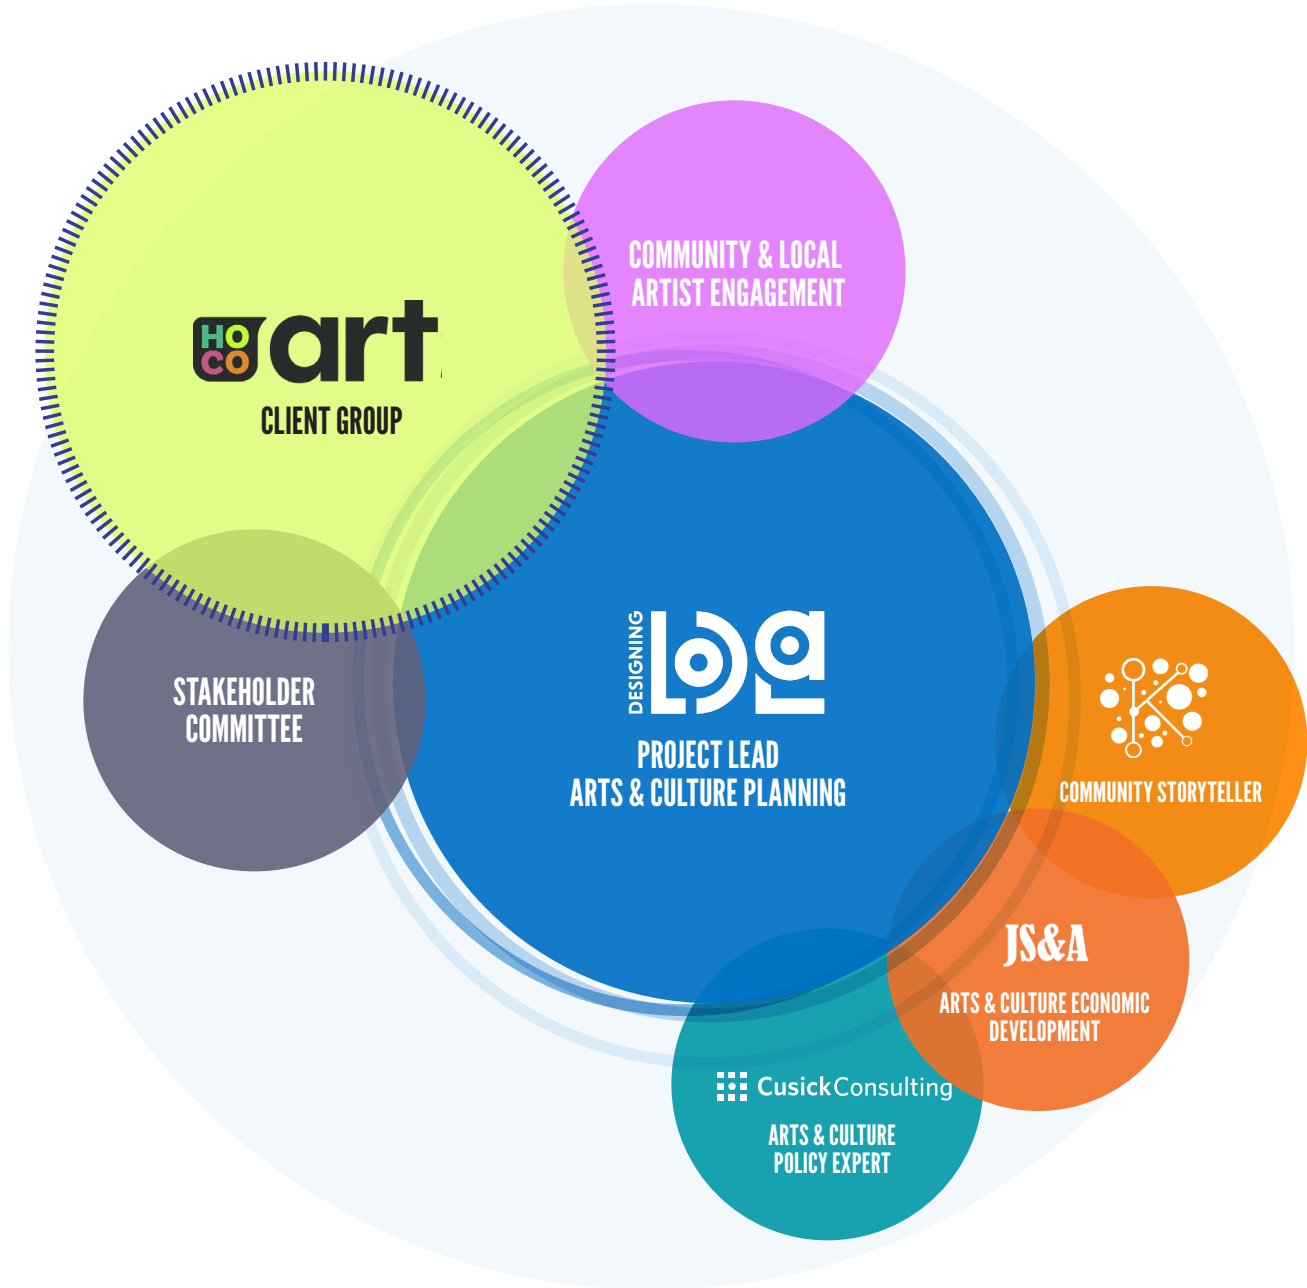 COMMUNITY & LOCAL
ARTIST ENGAGEMENT
HO
CO
art
CLIENT GROUP
STAKEHOLDER
COMMITTEE
DESIGNING
LOCAL
PROJECT LEAD
ARTS & CULTURE PLANNING
K
COMMUNITY STORYTELLER
JS&A
ARTS & CULTURE ECONOMIC
DEVELOPMENT
CusickConsulting
ARTS & CULTURE
POLICY EXPERT